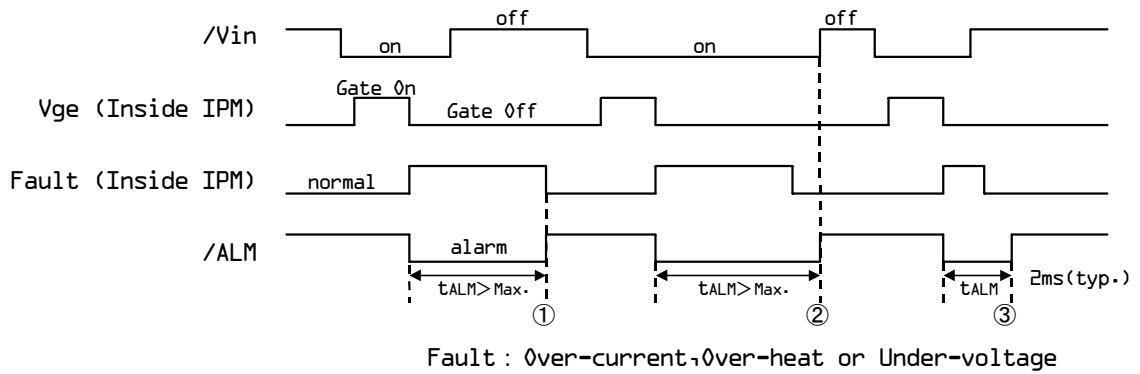 off
off
/Vin
on
on
Gate On
Vge (Inside IPM)
Gate Off
Fault (Inside IPM)
normal
/ALM
alarm
tALM> Max.
tALM> Max.
tALM
2ms(typ.)
①
②
③
Fault : Over-current,Over-heat or Under-voltage